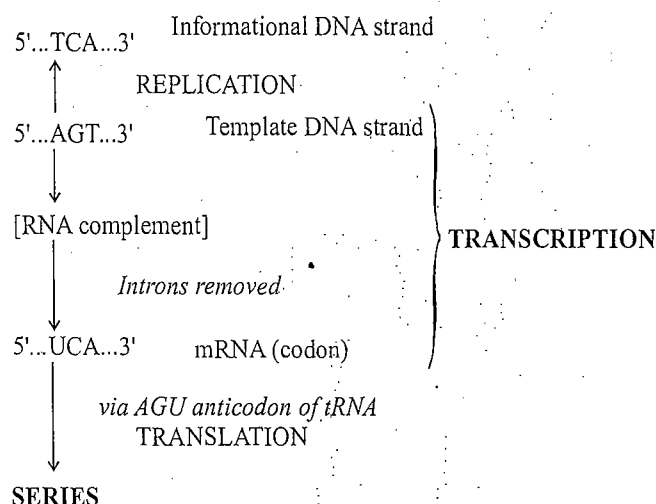 Informational DNA strand
5'...TCA...3'
REPLICATION
5'...AGT...3' Template DNA strand
[RNA complement]
TRANSCRIPTION
Introns removed
5'...UCA...3' mRNA (codon)
via AGU anticodon of tRNA
TRANSLATION
SERIES